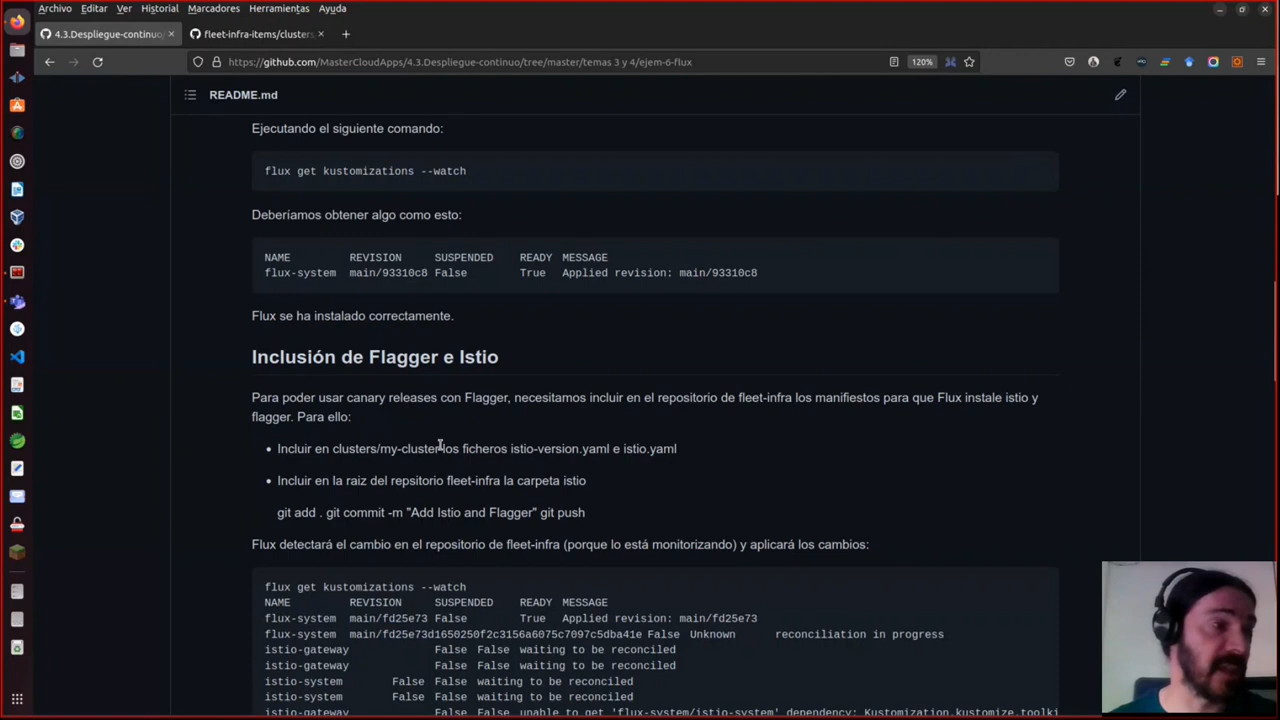 Archivo Editar Ver Historial Marcadores Herramientas Ayuda
4.3.Despliegue-continuo/
fleet-infra-items/clusters
https://github.com/MasterCloudApps/4.3.Despliegue-continuo/tree/master/temas 3 y 4/ejem-6-flux
120%
README.md
Ejecutando el siguiente comando:
flux get kustomizations --watch
Deberíamos obtener algo como esto:
NAME REVISION SUSPENDED READY MESSAGE
flux-system main/93310c8 False True Applied revision: main/93310c8
Flux se ha instalado correctamente.
Inclusión de Flagger e Istio
Para poder usar canary releases con Flagger, necesitamos incluir en el repositorio de fleet-infra los manifiestos para que Flux instale istio y
flagger. Para ello:
• Incluir en clusters/my-cluster los ficheros istio-version.yaml e istio.yaml
• Incluir en la raiz del repsitorio fleet-infra la carpeta istio
git add . git commit -m "Add Istio and Flagger" git push
Flux detectará el cambio en el repositorio de fleet-infra (porque lo está monitorizando) y aplicará los cambios:
flux get kustomizations --watch
NAME REVISION SUSPENDED READY MESSAGE
flux-system main/fd25e73 False True Applied revision: main/fd25e73
flux-system main/fd25e73d1650250f2c3156a6075c7097c5dba41e False Unknown reconciliation in progress
istio-gateway False False waiting to be reconciled
istio-gateway False False waiting to be reconciled
istio-system False False waiting to be reconciled
istio-system False False waiting to be reconciled
istio-gateway False False unable to get 'flux-system/istio-system' dependency: Kustomization.kustomize.toolki